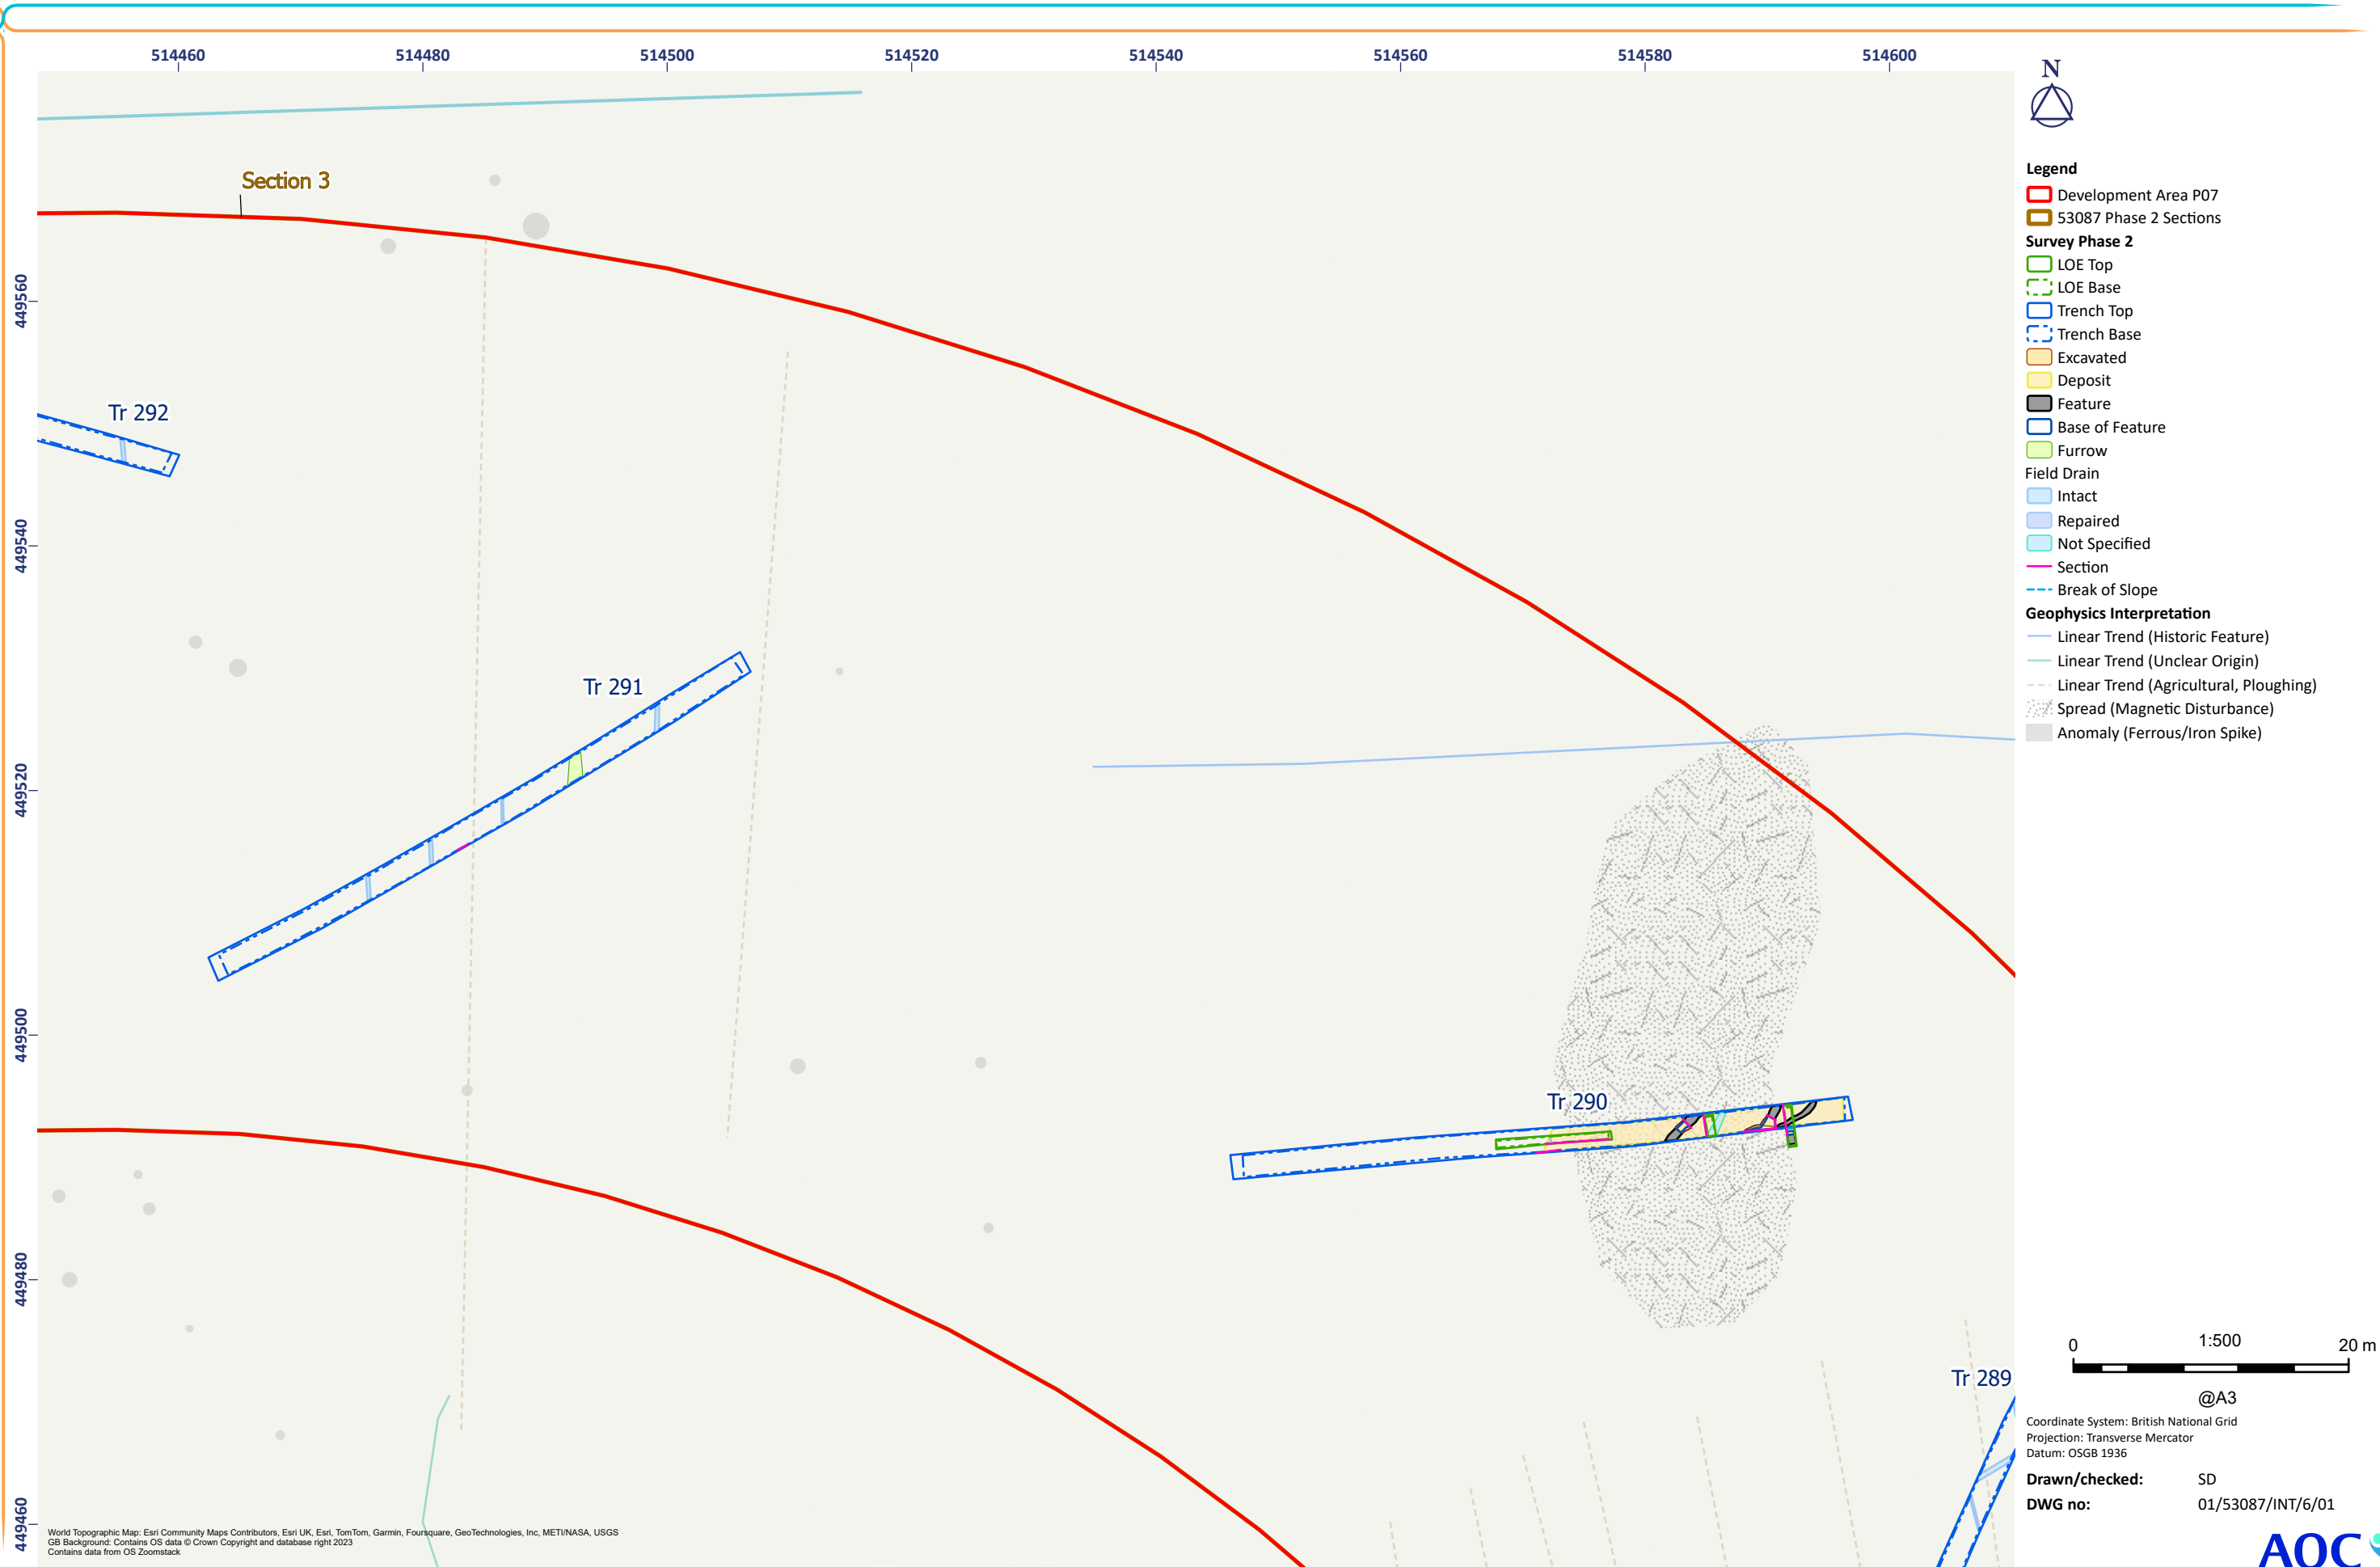 514460 514480 514500 514520 514540 514560 514580 514600
N
Section 3
449560
Tr 292
449540
Tr 291
449520
449500
Tr 290
449480
Tr 289
449460
Legend
Development Area P07
53087 Phase 2 Sections
Survey Phase 2
LOE Top
LOE Base
Trench Top
Trench Base
Excavated
Deposit
Feature
Base of Feature
Furrow
Field Drain
Intact
Repaired
Not Specified
Section
Break of Slope
Geophysics Interpretation
Linear Trend (Historic Feature)
Linear Trend (Unclear Origin)
Linear Trend (Agricultural, Ploughing)
Spread (Magnetic Disturbance)
Anomaly (Ferrous/Iron Spike)
0 1:500 20 m
@A3
Coordinate System: British National Grid
Projection: Transverse Mercator
Datum: OSGB 1936
Drawn/checked: SD
DWG no: 01/53087/INT/6/01
AOC
World Topographic Map: Esri Community Maps Contributors, Esri UK, Esri, TomTom, Garmin, Foursquare, GeoTechnologies, Inc, METI/NASA, USGS
GB Background: Contains OS data © Crown Copyright and database right 2023
Contains data from OS Zoomstack